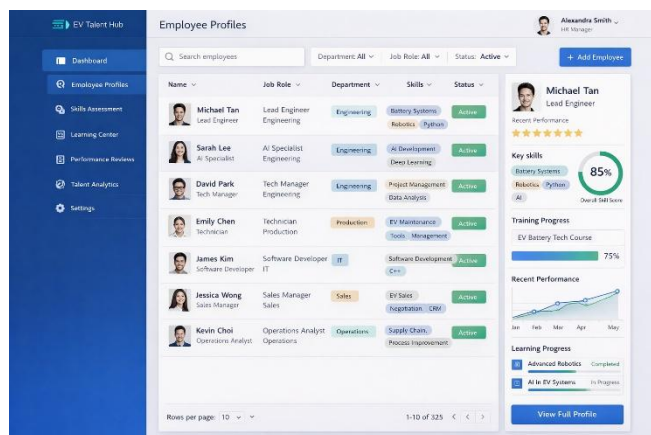 EV Talent Hub
Dashboard
Employee Profiles
Skills Assessment
Learning Center
Performance Reviews
Talent Analytics
Settings
Employee Profiles
Alexandra Smith
HR Manager
Search employees
Department All
Job Role: All
Status: Active
+ Add Employee
Name Job Role Department Skills Status
Michael Tan
Lead Engineer
Lead Engineer
Engineering
Engineering
Battery Systems
Robotics Python
Active
Sarah Lee
AI Specialist
AI Specialist
Engineering
Engineering
AI Development
Deep Learning
Active
David Park
Tech Manager
Tech Manager
Engineering
Engineering
Project Management
Data Analysis
Active
Emily Chen
Technician
Technician
Production
Production
EV Maintenance
Tools Management
Active
James Kim
Software Developer
Software Developer
IT
IT
Software Development
C++
Active
Jessica Wong
Sales Manager
Sales Manager
Sales
Sales
EV Sales
Negotiation CRM
Active
Kevin Choi
Operations Analyst
Operations Analyst
Operations
Operations
Supply Chain,
Process Improvement
Active
Rows per page: 10
1-10 of 325
Michael Tan
Lead Engineer
Recent Performance
Key skills
Battery Systems
Robotics Python
AI
85%
Overall Skill Score
Training Progress
EV Battery Tech Course
75%
Recent Performance
Jan Feb Mar Apr May
Learning Progress
Advanced Robotics Completed
AI in EV Systems In Progress
View Full Profile